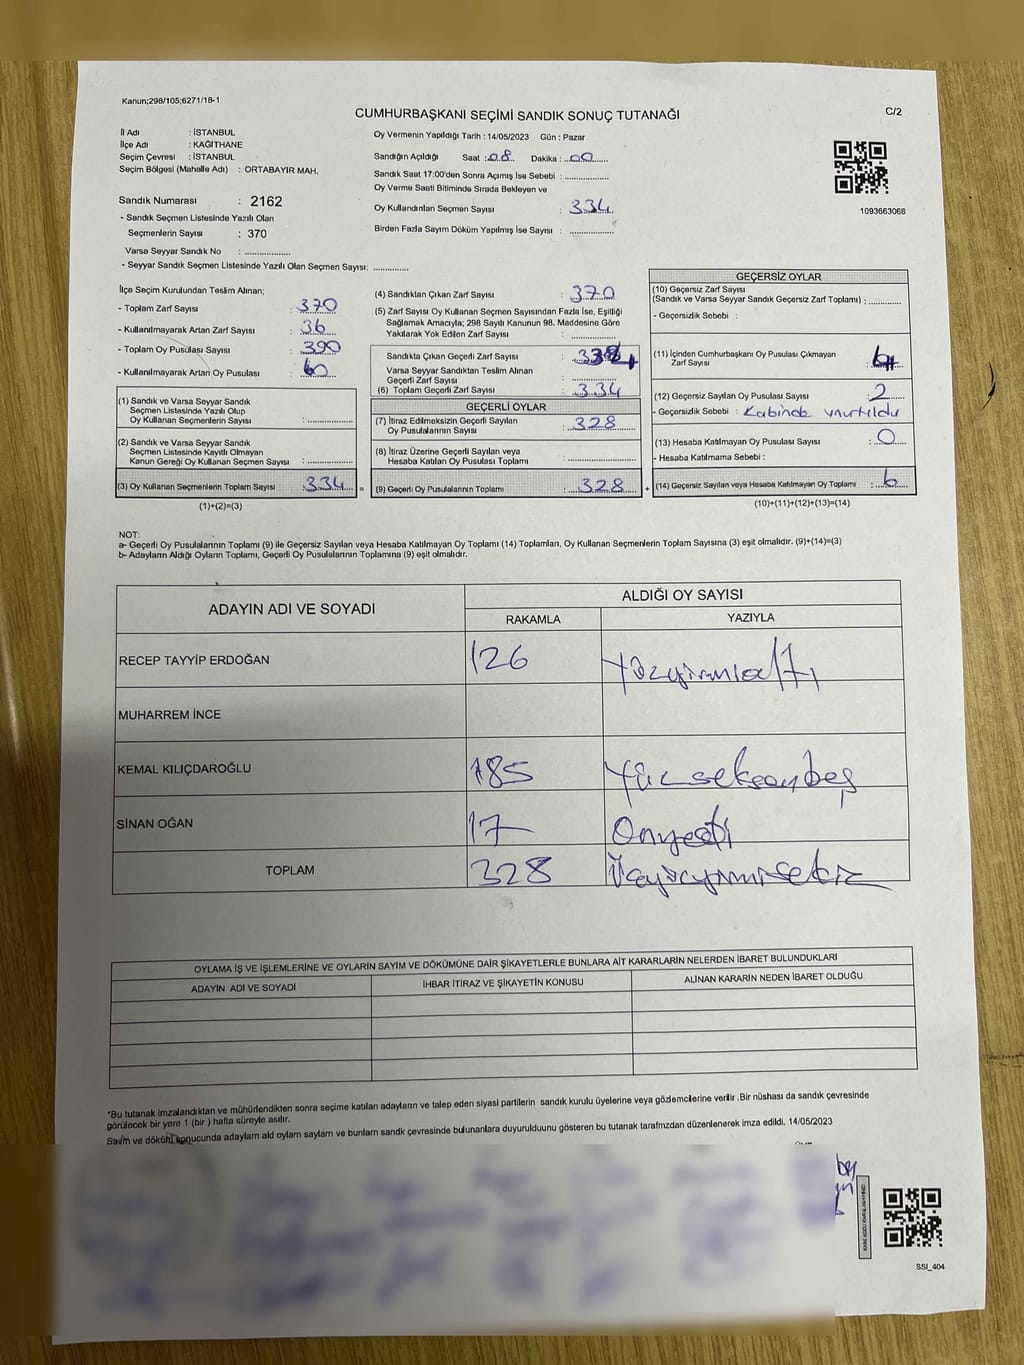 Kanun;298/105;6271/18-1
CUMHURBAŞKANI SEÇİMİ SANDIK SONUÇ TUTANAĞI
C/2
İl Adı : İSTANBUL
İlçe Adı : KAĞITHANE
Seçim Çevresi : İSTANBUL
Seçim Bölgesi (Mahalle Adı) : ORTABAYIR MAH.
Sandık Numarası : 2162
- Sandık Seçmen Listesinde Yazılı Olan
Seçmenlerin Sayısı : 370
Varsa Seyyar Sandık No : ..................
- Seyyar Sandık Seçmen Listesinde Yazılı Olan Seçmen Sayısı: ..............
Oy Vermenin Yapıldığı Tarih : 14/05/2023 Gün : Pazar
Sandığın Açıldığı Saat : 08 Dakika : 00
Sandık Saat 17:00'den Sonra Açımış İse Sebebi : ..................
Oy Verme Saati Bitiminde Sırada Bekleyen ve
Oy Kullandırılan Seçmen Sayısı : 334
Birden Fazla Sayım Döküm Yapılmış İse Sayısı : ..................
1093663066
İlçe Seçim Kurulundan Teslim Alınan;
- Toplam Zarf Sayısı : 370
- Kullanılmayarak Artan Zarf Sayısı : 36
- Toplam Oy Pusulası Sayısı : 390
- Kullanılmayarak Artan Oy Pusulası : 60
(1) Sandık ve Varsa Seyyar Sandık
Seçmen Listesinde Yazılı Olup
Oy Kullanan Seçmenlerin Sayısı : ..................
(2) Sandık ve Varsa Seyyar Sandık
Seçmen Listesinde Kayıtlı Olmayan
Kanun Gereği Oy Kullanan Seçmen Sayısı : ..................
(3) Oy Kullanan Seçmenlerin Toplam Sayısı : 334 =
(1)+(2)=(3)
(4) Sandıktan Çıkan Zarf Sayısı : 370
(5) Zarf Sayısı Oy Kullanan Seçmen Sayısından Fazla İse, Eşitliği
Sağlamak Amacıyla; 298 Sayılı Kanunun 98. Maddesine Göre
Yakılarak Yok Edilen Zarf Sayısı : ..................
Sandıkta Çıkan Geçerli Zarf Sayısı : 334
Varsa Seyyar Sandıktan Teslim Alınan
Geçerli Zarf Sayısı : ..................
(6) Toplam Geçerli Zarf Sayısı : 334
GEÇERLİ OYLAR
(7) İtiraz Edilmeksizin Geçerli Sayılan
Oy Pusulalarının Sayısı : 328
(8) İtiraz Üzerine Geçerli Sayılan veya
Hesaba Katılan Oy Pusulası Toplamı : ..................
(9) Geçerli Oy Pusulalarının Toplamı : 328 +
GEÇERSİZ OYLAR
(10) Geçersiz Zarf Sayısı
(Sandık ve Varsa Seyyar Sandık Geçersiz Zarf Toplamı) : ............
- Geçersizlik Sebebi :
(11) İçinden Cumhurbaşkanı Oy Pusulası Çıkmayan
Zarf Sayısı : 4
(12) Geçersiz Sayılan Oy Pusulası Sayısı : 2
- Geçersizlik Sebebi : Kabinde unutuldu
(13) Hesaba Katılmayan Oy Pusulası Sayısı : 0
- Hesaba Katılmama Sebebi :
(14) Geçersiz Sayılan veya Hesaba Katılmayan Oy Toplamı : 6
(10)+(11)+(12)+(13)=(14)
NOT:
a- Geçerli Oy Pusulalarının Toplamı (9) ile Geçersiz Sayılan veya Hesaba Katılmayan Oy Toplamı (14) Toplamları, Oy Kullanan Seçmenlerin Toplam Sayısına (3) eşit olmalıdır. (9)+(14)=(3)
b- Adayların Aldığı Oyların Toplamı, Geçerli Oy Pusulalarının Toplamına (9) eşit olmalıdır.
ADAYIN ADI VE SOYADI
ALDIĞI OY SAYISI
RAKAMLA YAZIYLA
RECEP TAYYİP ERDOĞAN 126 Yüzyirmialtı
MUHARREM İNCE
KEMAL KILIÇDAROĞLU 185 Yüzseksenbeş
SİNAN OĞAN 17 Onyedi
TOPLAM 328 Üçyüzyirmisekiz
OYLAMA İŞ VE İŞLEMLERİNE VE OYLARIN SAYIM VE DÖKÜMÜNE DAİR ŞİKAYETLERLE BUNLARA AİT KARARLARIN NELERDEN İBARET BULUNDUKLARI
ADAYIN ADI VE SOYADI İHBAR İTİRAZ VE ŞİKAYETİN KONUSU ALINAN KARARIN NEDEN İBARET OLDUĞU
*Bu tutanak imzalandıktan ve mühürlendikten sonra seçime katılan adayların ve talep eden siyasi partilerin sandık kurulu üyelerine veya gözlemcilerine verilir .Bir nüshası da sandık çevresinde
görülecek bir yere 1 (bir ) hafta süreyle asılır.
Sayım ve döküm sonucunda adayların aldı oyların sayların ve bunların sandk çevresinde bulunanlara duyurulduunu gösteren bu tutanak tarafmzdan düzenlenerek imza edildi. 14/05/2023
SSI_404